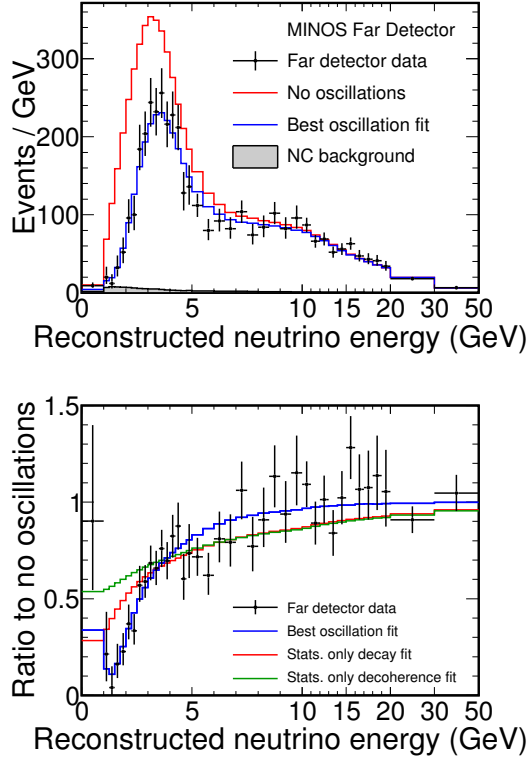 MINOS Far Detector
Far detector data
No oscillations
Best oscillation fit
NC background
Events / GeV
300
200
100
0
0 5 10 15 20 30 50
Reconstructed neutrino energy (GeV)
Ratio to no oscillations
1.5
1
0.5
0
Far detector data
Best oscillation fit
Stats. only decay fit
Stats. only decoherence fit
0 5 10 15 20 30 50
Reconstructed neutrino energy (GeV)